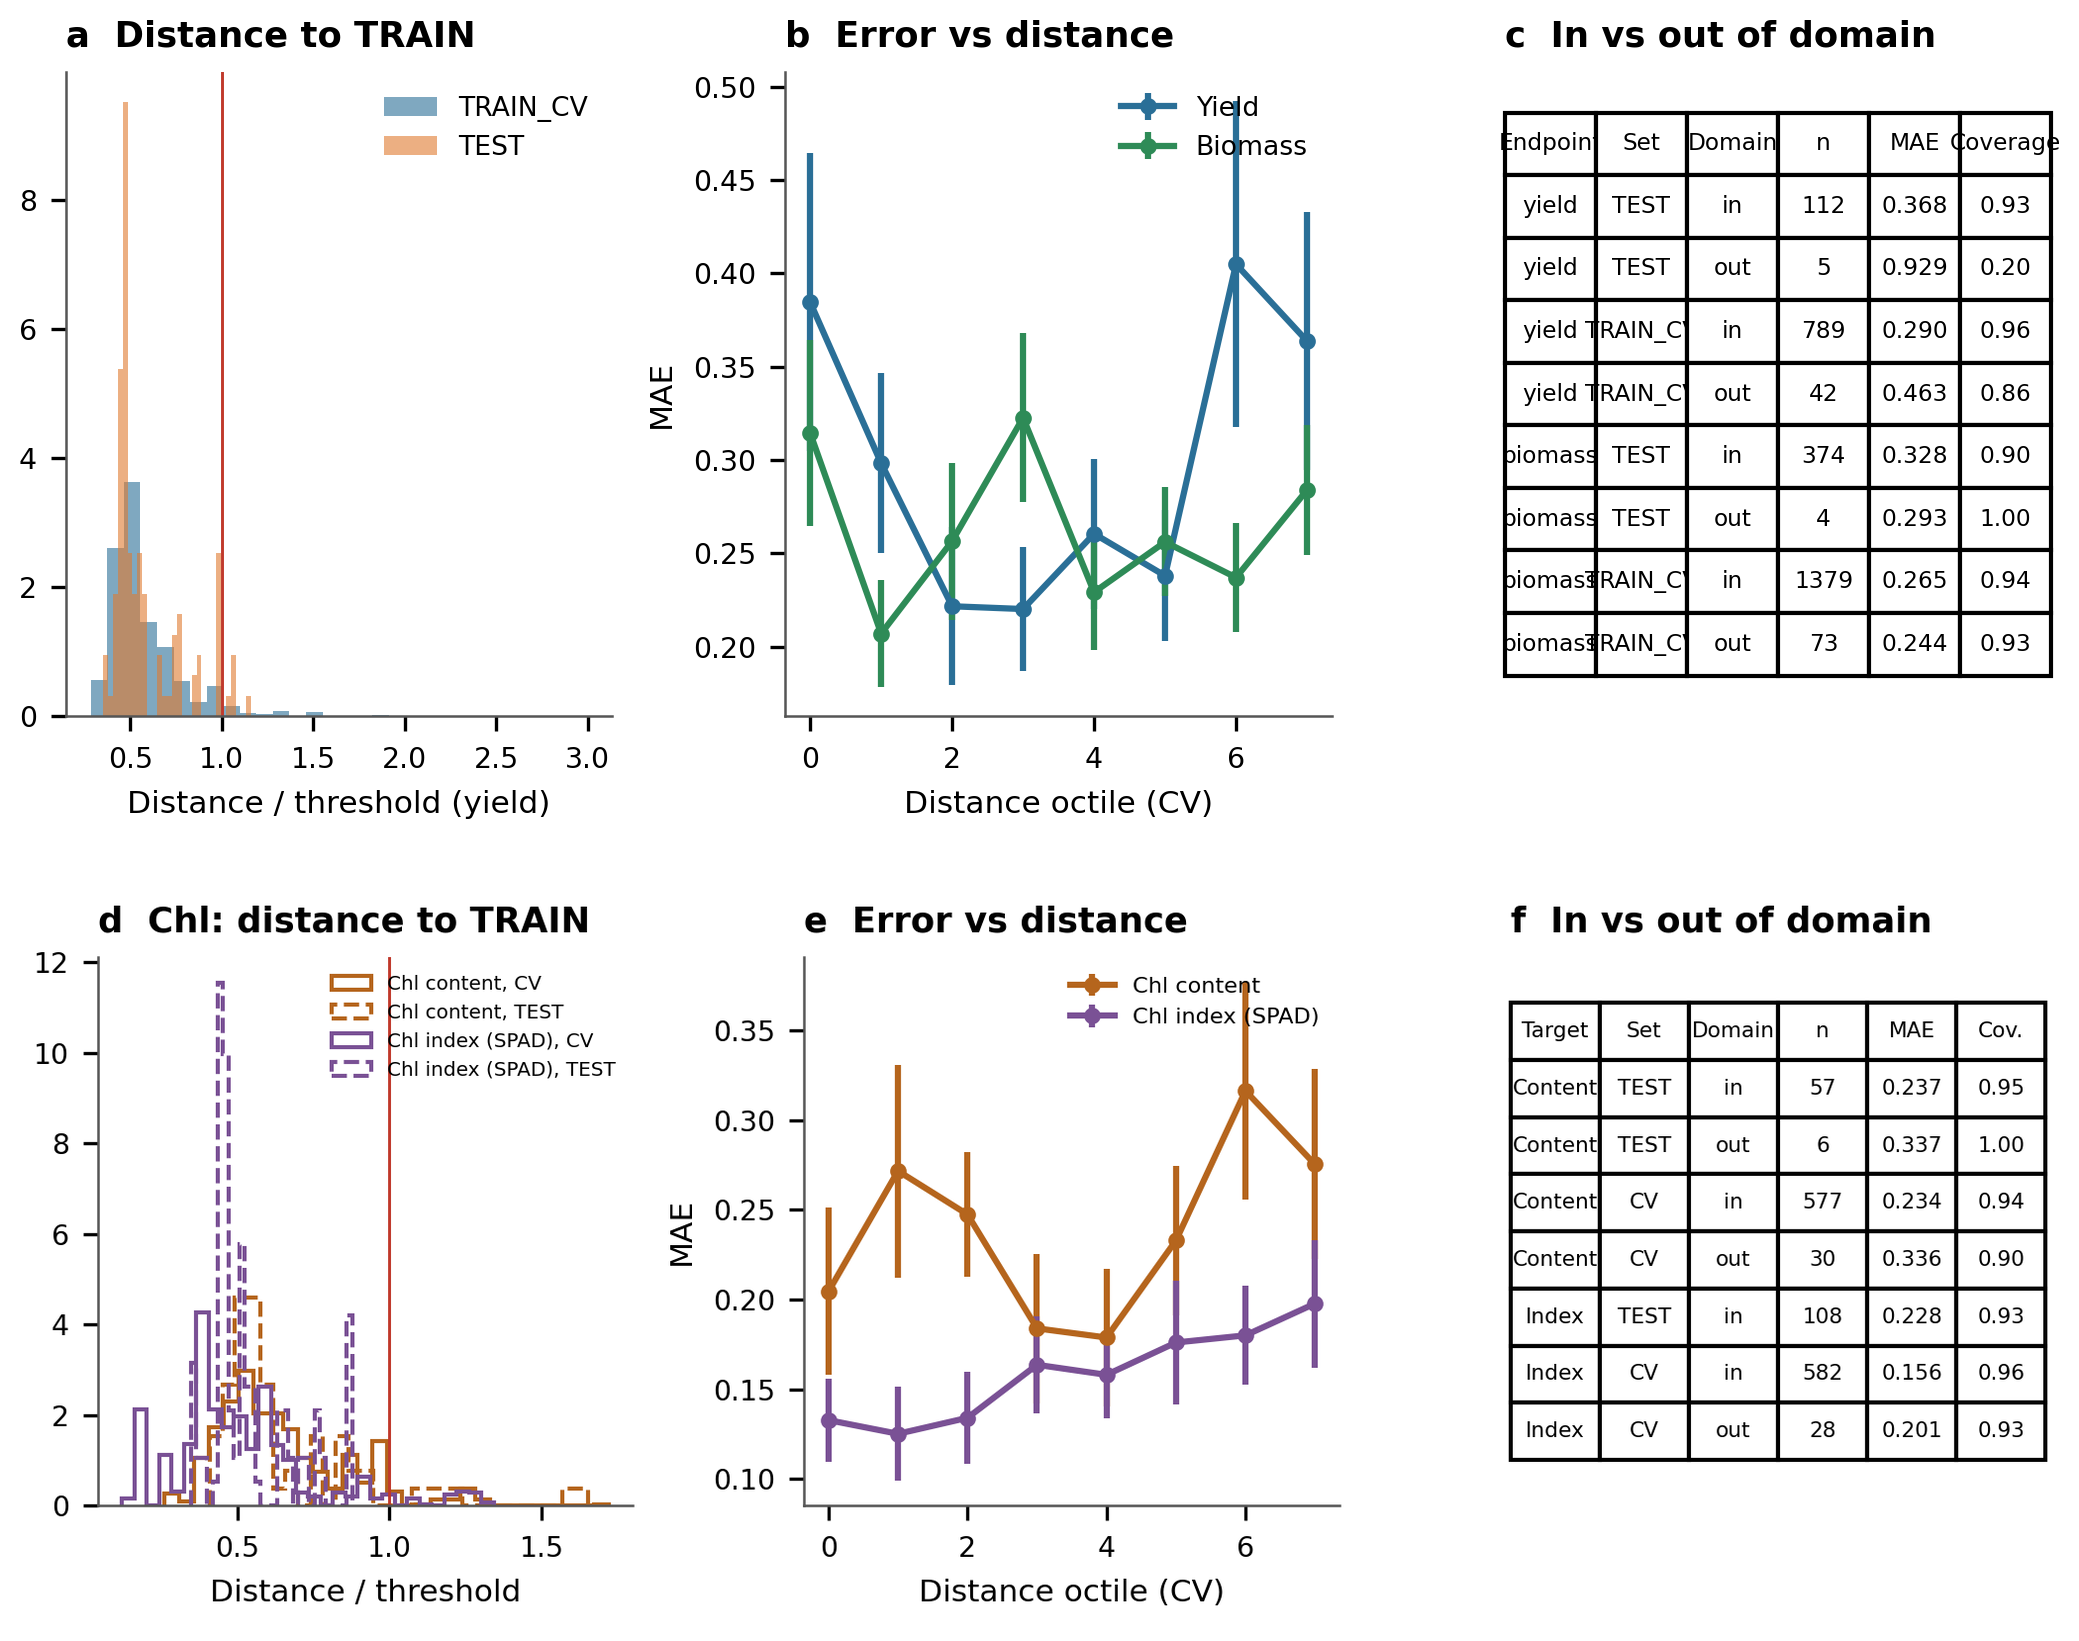 a Distance to TRAIN
TRAIN_CV
TEST
8
6
4
2
0
0.5 1.0 1.5 2.0 2.5 3.0
Distance / threshold (yield)
b Error vs distance
Yield
Biomass
0.50
0.45
0.40
0.35
0.30
0.25
0.20
MAE
0 2 4 6
Distance octile (CV)
c In vs out of domain
Endpoint Set Domain n MAE Coverage
yield TEST in 112 0.368 0.93
yield TEST out 5 0.929 0.20
yield TRAIN_CV in 789 0.290 0.96
yield TRAIN_CV out 42 0.463 0.86
biomass TEST in 374 0.328 0.90
biomass TEST out 4 0.293 1.00
biomass TRAIN_CV in 1379 0.265 0.94
biomass TRAIN_CV out 73 0.244 0.93
d Chl: distance to TRAIN
Chl content, CV
Chl content, TEST
Chl index (SPAD), CV
Chl index (SPAD), TEST
12
10
8
6
4
2
0
0.5 1.0 1.5
Distance / threshold
e Error vs distance
Chl content
Chl index (SPAD)
0.35
0.30
0.25
0.20
0.15
0.10
MAE
0 2 4 6
Distance octile (CV)
f In vs out of domain
Target Set Domain n MAE Cov.
Content TEST in 57 0.237 0.95
Content TEST out 6 0.337 1.00
Content CV in 577 0.234 0.94
Content CV out 30 0.336 0.90
Index TEST in 108 0.228 0.93
Index CV in 582 0.156 0.96
Index CV out 28 0.201 0.93